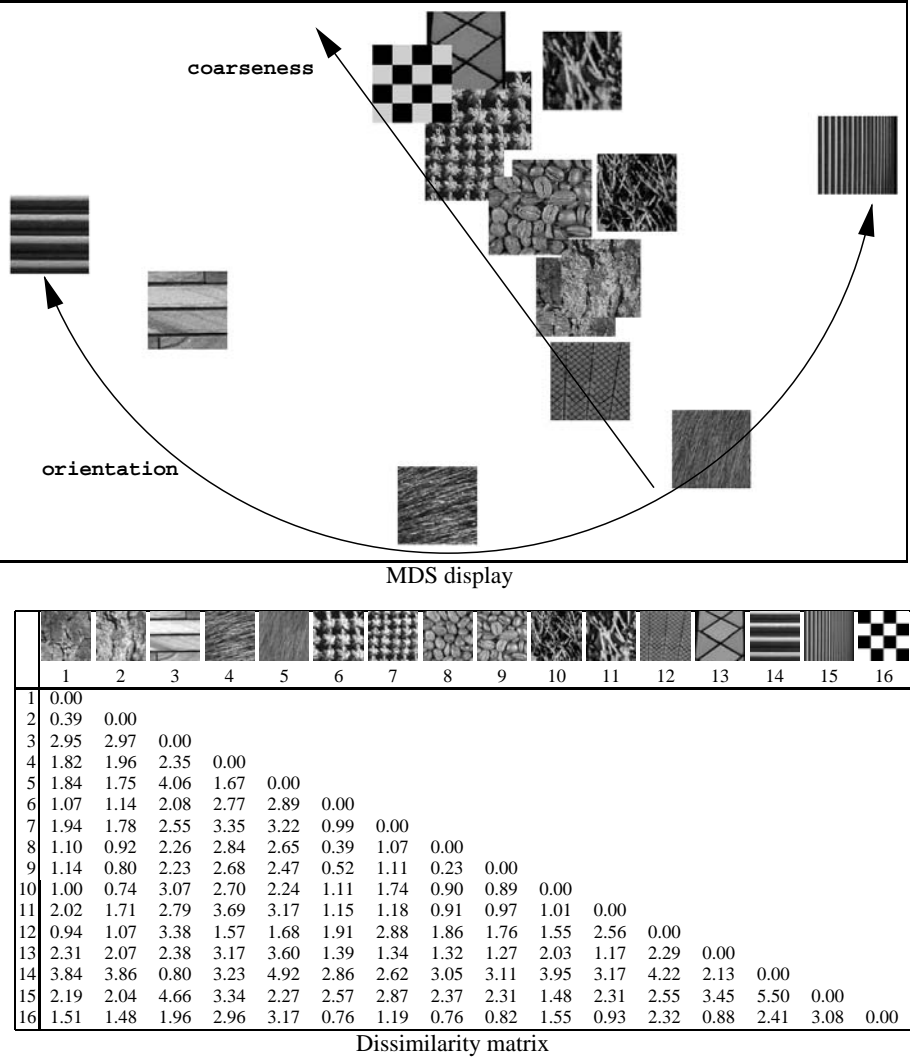 coarseness
orientation
MDS display
1 2 3 4 5 6 7 8 9 10 11 12 13 14 15 16
1 0.00
2 0.39 0.00
3 2.95 2.97 0.00
4 1.82 1.96 2.35 0.00
5 1.84 1.75 4.06 1.67 0.00
6 1.07 1.14 2.08 2.77 2.89 0.00
7 1.94 1.78 2.55 3.35 3.22 0.99 0.00
8 1.10 0.92 2.26 2.84 2.65 0.39 1.07 0.00
9 1.14 0.80 2.23 2.68 2.47 0.52 1.11 0.23 0.00
10 1.00 0.74 3.07 2.70 2.24 1.11 1.74 0.90 0.89 0.00
11 2.02 1.71 2.79 3.69 3.17 1.15 1.18 0.91 0.97 1.01 0.00
12 0.94 1.07 3.38 1.57 1.68 1.91 2.88 1.86 1.76 1.55 2.56 0.00
13 2.31 2.07 2.38 3.17 3.60 1.39 1.34 1.32 1.27 2.03 1.17 2.29 0.00
14 3.84 3.86 0.80 3.23 4.92 2.86 2.62 3.05 3.11 3.95 3.17 4.22 2.13 0.00
15 2.19 2.04 4.66 3.34 2.27 2.57 2.87 2.37 2.31 1.48 2.31 2.55 3.45 5.50 0.00
16 1.51 1.48 1.96 2.96 3.17 0.76 1.19 0.76 0.82 1.55 0.93 2.32 0.88 2.41 3.08 0.00
Dissimilarity matrix